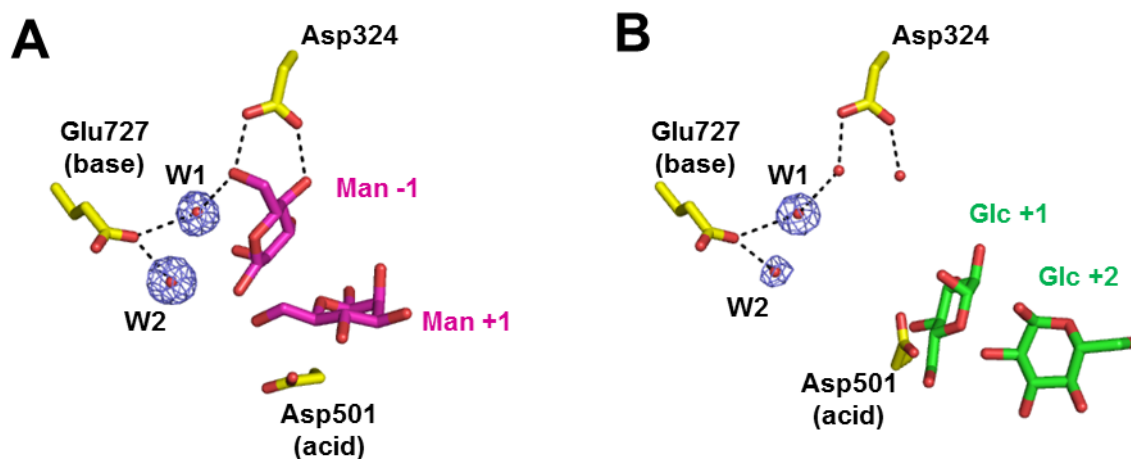 A
Asp324
Glu727
(base)
W1
Man -1
W2
Man +1
Asp501
(acid)
B
Asp324
Glu727
(base)
W1
Glc +1
Glc +2
W2
Asp501
(acid)